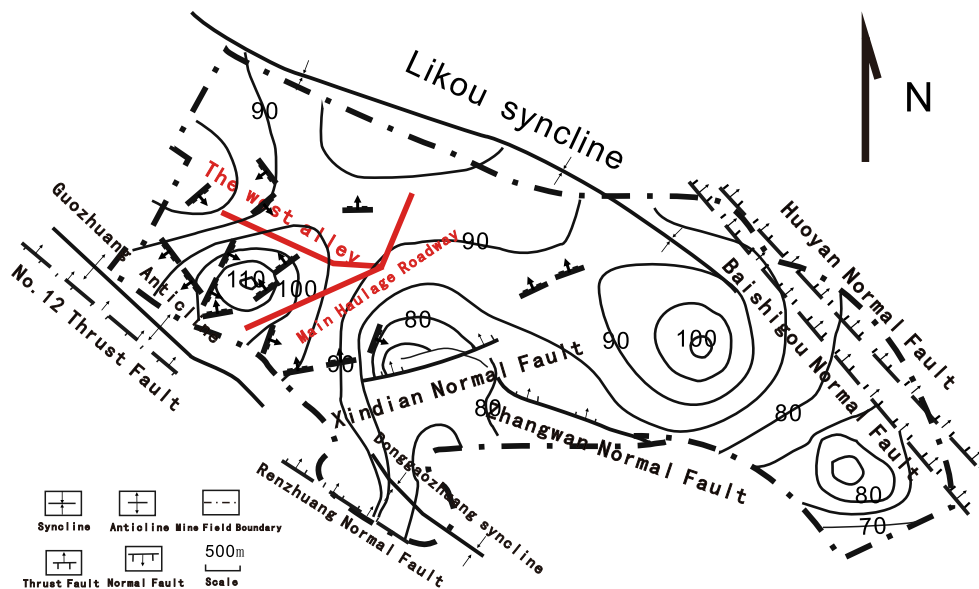 Likou syncline
N
90
The west alley
Guozhuang Anticline
No. 12 Thrust Fault
110
100
90
Main Haulage Roadway
80
90
Xindian Normal Fault
80
Zhangwan Normal Fault
90
100
80
Huoyan Normal Fault
Baishigou Normal Fault
80
70
Donggaozhuang syncline
Renzhuang Normal Fault
Syncline
Anticline
Mine Field Boundary
Thrust Fault
Normal Fault
500m
Scale